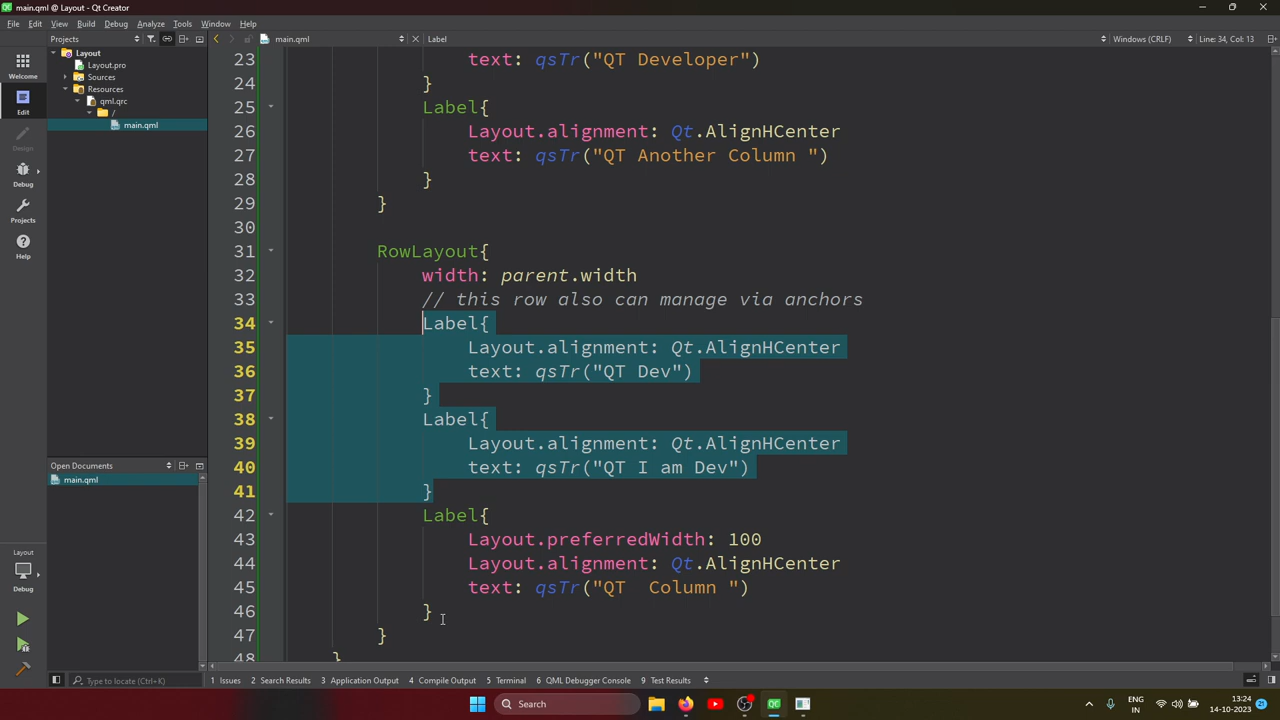 main.qml @ Layout - Qt Creator
File Edit View Build Debug Analyze Tools Window Help
Projects main.qml Label Windows (CRLF) Line: 34, Col: 13
Layout
Layout.pro
Sources
Resources
qml.qrc
/
main.qml
Welcome
Edit
Design
Debug
Projects
Help
23 text: qsTr("QT Developer")
24 }
25 Label{
26 Layout.alignment: Qt.AlignHCenter
27 text: qsTr("QT Another Column ")
28 }
29 }
30
31 RowLayout{
32 width: parent.width
33 // this row also can manage via anchors
34 Label{
35 Layout.alignment: Qt.AlignHCenter
36 text: qsTr("QT Dev")
37 }
38 Label{
39 Layout.alignment: Qt.AlignHCenter
40 text: qsTr("QT I am Dev")
41 }
42 Label{
43 Layout.preferredWidth: 100
44 Layout.alignment: Qt.AlignHCenter
45 text: qsTr("QT  Column ")
46 }
47 }
48 }
Open Documents
main.qml
Layout
Debug
Type to locate (Ctrl+K) 1 Issues 2 Search Results 3 Application Output 4 Compile Output 5 Terminal 6 QML Debugger Console 9 Test Results
Search
ENG
IN
13:24
14-10-2023